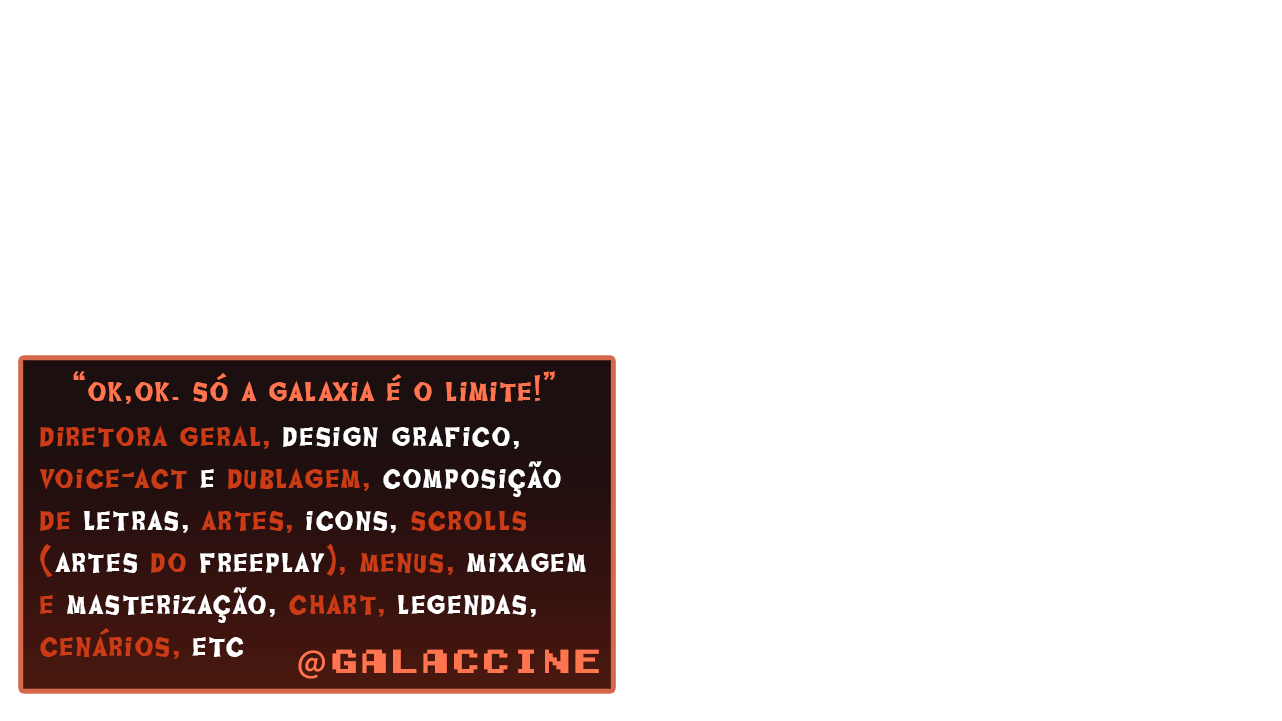 “OK,OK- SÓ A GALAXIA É O LIMITE!”
DIRETORA GERAL, DESIGN GRAFICO,
VOICE-ACT E DUBLAGEM, COMPOSIÇÃO
DE LETRAS, ARTES, ICONS, SCROLLS
(ARTES DO FREEPLAY), MENUS, MIXAGEM
E MASTERIZAÇÃO, CHART, LEGENDAS,
CENÁRIOS, ETC
@GALACCINE